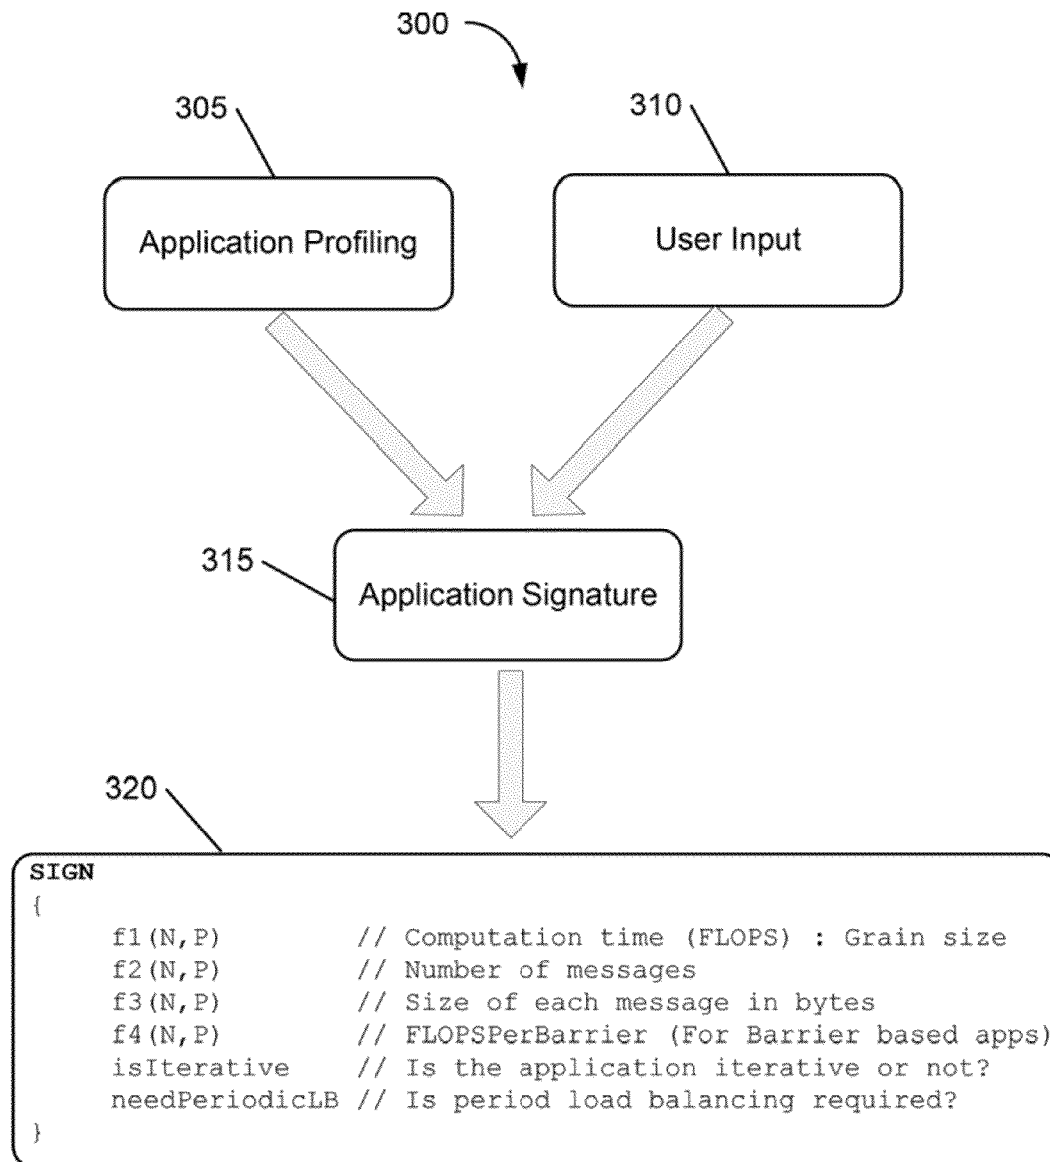 300
305
310
Application Profiling
User Input
315
Application Signature
320
SIGN
{
f1(N,P) // Computation time (FLOPS) : Grain size
f2(N,P) // Number of messages
f3(N,P) // Size of each message in bytes
f4(N,P) // FLOPSPerBarrier (For Barrier based apps)
isIterative // Is the application iterative or not?
needPeriodicLB // Is period load balancing required?
}